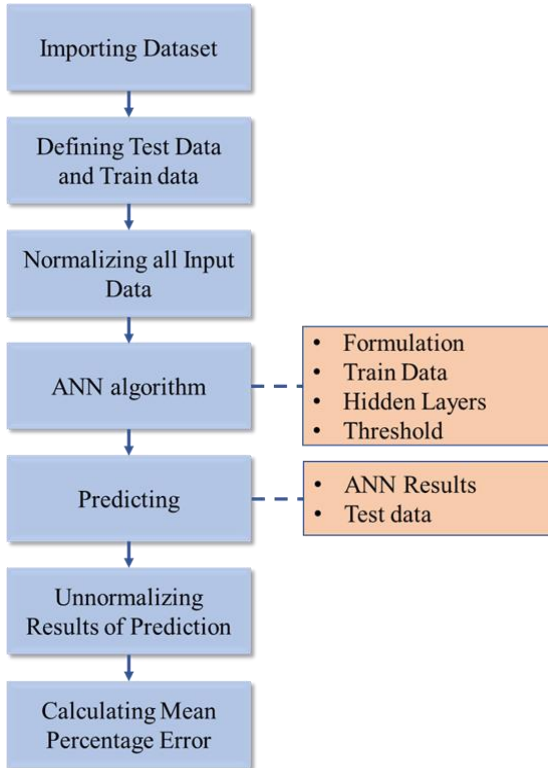 Importing Dataset
Defining Test Data
and Train data
Normalizing all Input
Data
ANN algorithm
• Formulation
• Train Data
• Hidden Layers
• Threshold
Predicting
• ANN Results
• Test data
Unnormalizing
Results of Prediction
Calculating Mean
Percentage Error